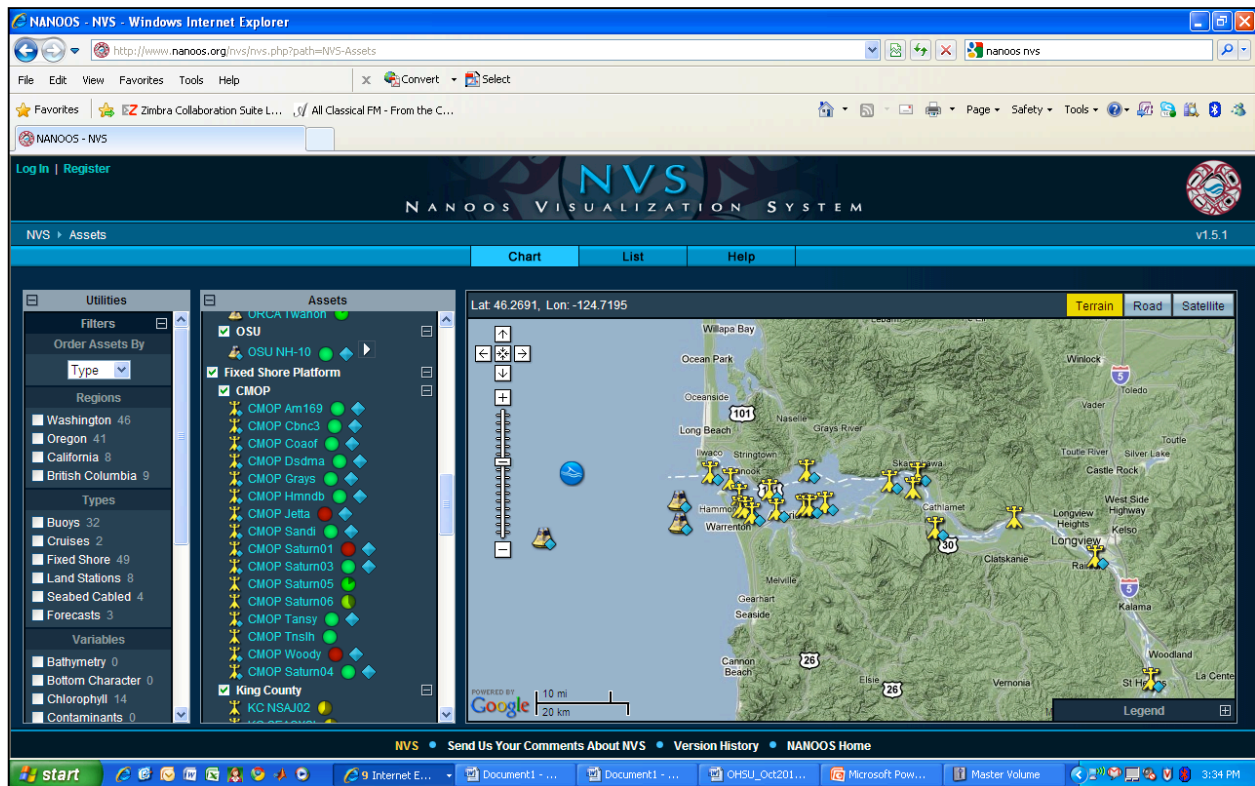 NANOOS - NVS - Windows Internet Explorer
http://www.nanoos.org/nvs/nvs.php?path=NVS-Assets
nanoos nvs
File Edit View Favorites Tools Help
x Convert Select
Favorites Zimbra Collaboration Suite L... All Classical FM - From the C...
Page Safety Tools
NANOOS - NVS
Log In | Register
NVS
NANOOS VISUALIZATION SYSTEM
NVS Assets
v1.5.1
Chart List Help
Utilities
Filters
Order Assets By
Type
Regions
Washington 46
Oregon 41
California 8
British Columbia 9
Types
Buoys 32
Cruises 2
Fixed Shore 49
Land Stations 8
Seabed Cabled 4
Forecasts 3
Variables
Bathymetry 0
Bottom Character 0
Chlorophyll 14
Contaminants 0
Assets
ORCA Twanoh
OSU
OSU NH-10
Fixed Shore Platform
CMOP
CMOP Am169
CMOP Cbnc3
CMOP Coaof
CMOP Dsdma
CMOP Grays
CMOP Hmndb
CMOP Jetta
CMOP Sandi
CMOP Saturn01
CMOP Saturn03
CMOP Saturn05
CMOP Saturn06
CMOP Tansy
CMOP Tnslh
CMOP Woody
CMOP Saturn04
King County
KC NSAJ02
Lat: 46.2691, Lon: -124.7195
Terrain Road Satellite
Willapa Bay
Ocean Park
Winlock
5
Toledo
Vader
Oceanside
101
Naselle
Long Beach
Grays River
Toutle
Ilwaco Stringtown
Toutle River Silver Lake
Castle Rock
West Side
Highway
Cathlamet
Longview
Heights
Kelso
Warrenton
30
Longview
Clatskanie
Melville
5
Kalama
Gearhart
Seaside
Woodland
Cannon
Beach
26
Elsie
26
Vernonia
La Cente
POWERED BY
Google
10 mi
20 km
Legend
NVS Send Us Your Comments About NVS Version History NANOOS Home
start
9 Internet E...
Document1 - ...
Document1 - ...
OHSU_Oct201...
Microsoft Pow...
Master Volume
3:34 PM